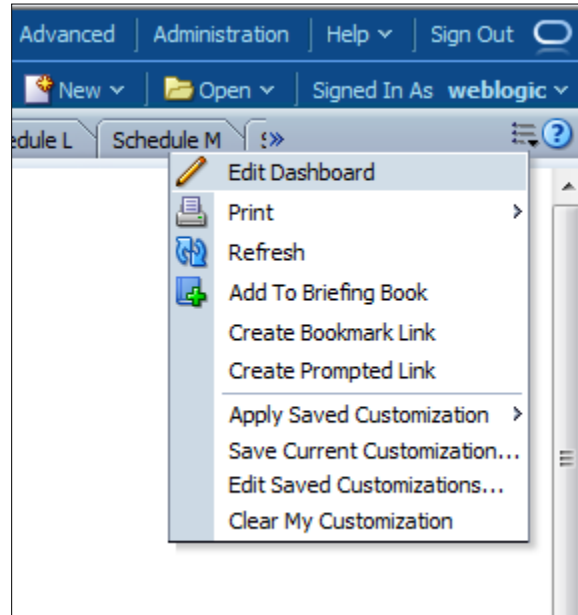 Advanced Administration Help Sign Out
New Open Signed In As weblogic
edule L Schedule M
Edit Dashboard
Print
Refresh
Add To Briefing Book
Create Bookmark Link
Create Prompted Link
Apply Saved Customization
Save Current Customization...
Edit Saved Customizations...
Clear My Customization